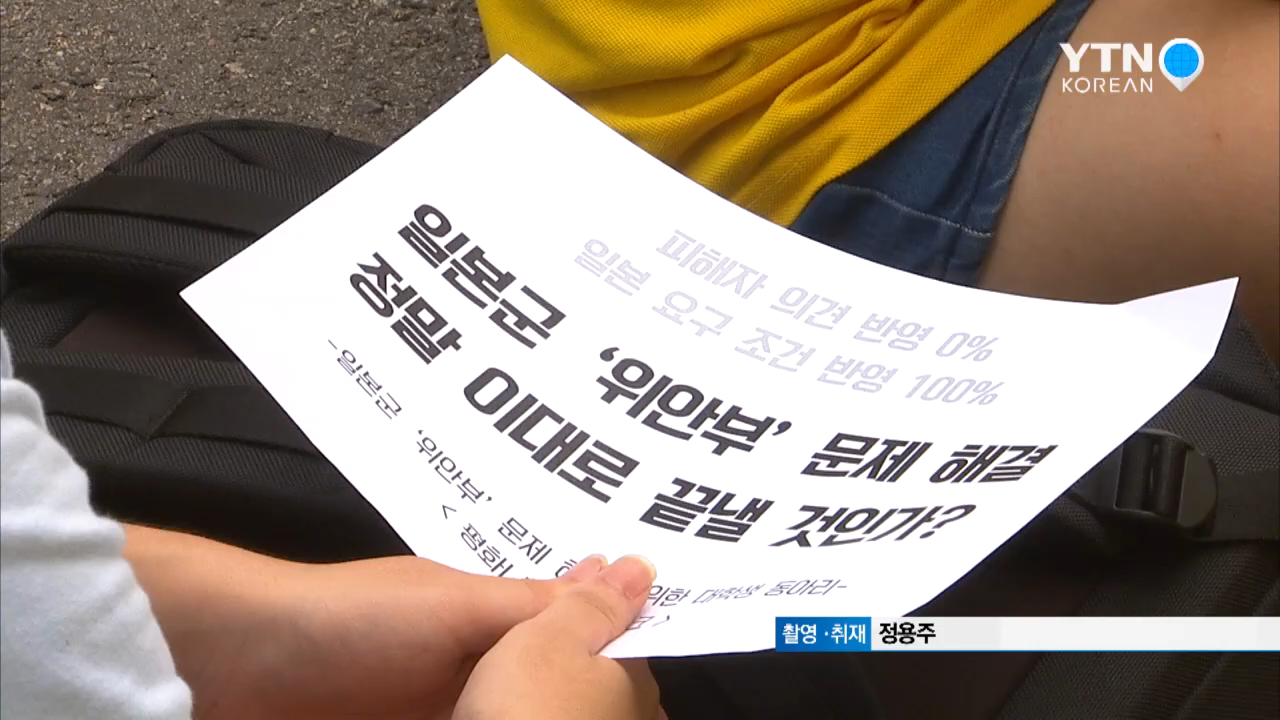 YTN
KOREAN
피해자 의견 반영 0%
일본 요구 조건 반영 100%
일본군 ‘위안부’ 문제 해결
정말 이대로 끝낼 것인가?
-일본군 ‘위안부’ 문제 위한 대학생 동아리-
< 평화 >
촬영·취재 정용주